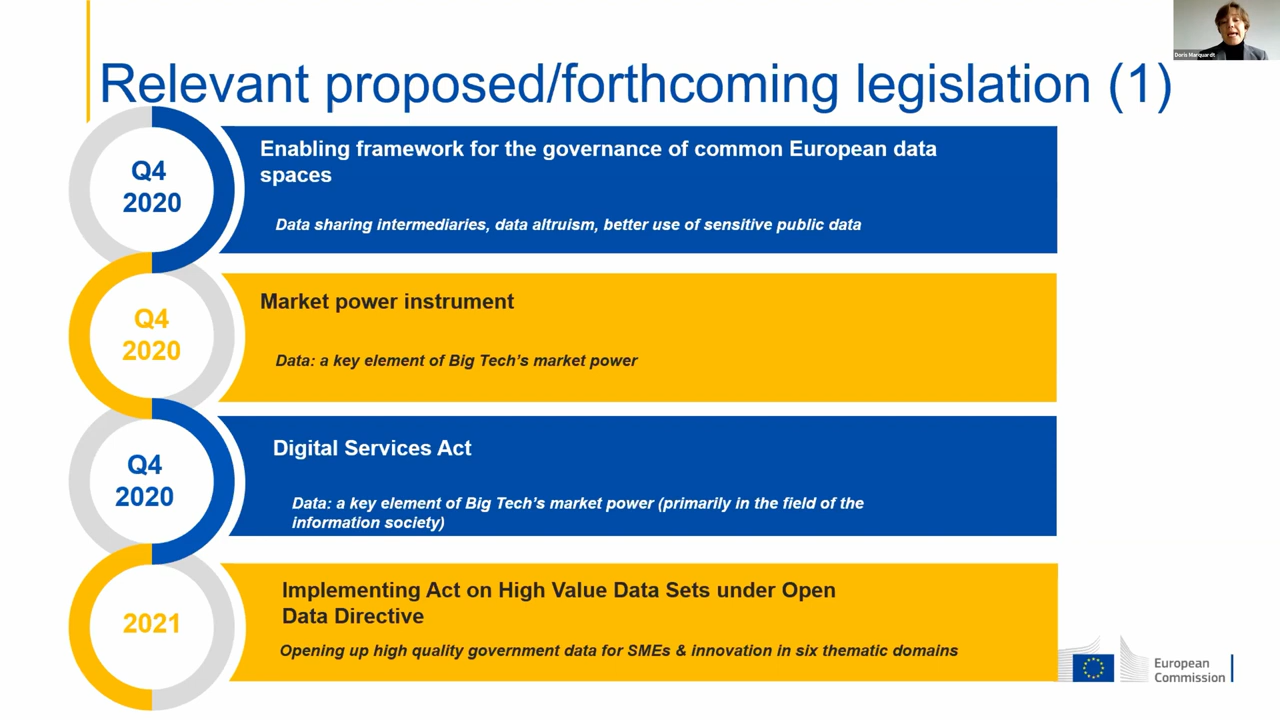 Doris Marquardt
Relevant proposed/forthcoming legislation (1)
Q4
2020
Enabling framework for the governance of common European data
spaces
Data sharing intermediaries, data altruism, better use of sensitive public data
Q4
2020
Market power instrument
Data: a key element of Big Tech’s market power
Q4
2020
Digital Services Act
Data: a key element of Big Tech’s market power (primarily in the field of the
information society)
2021
Implementing Act on High Value Data Sets under Open
Data Directive
Opening up high quality government data for SMEs & innovation in six thematic domains
European
Commission